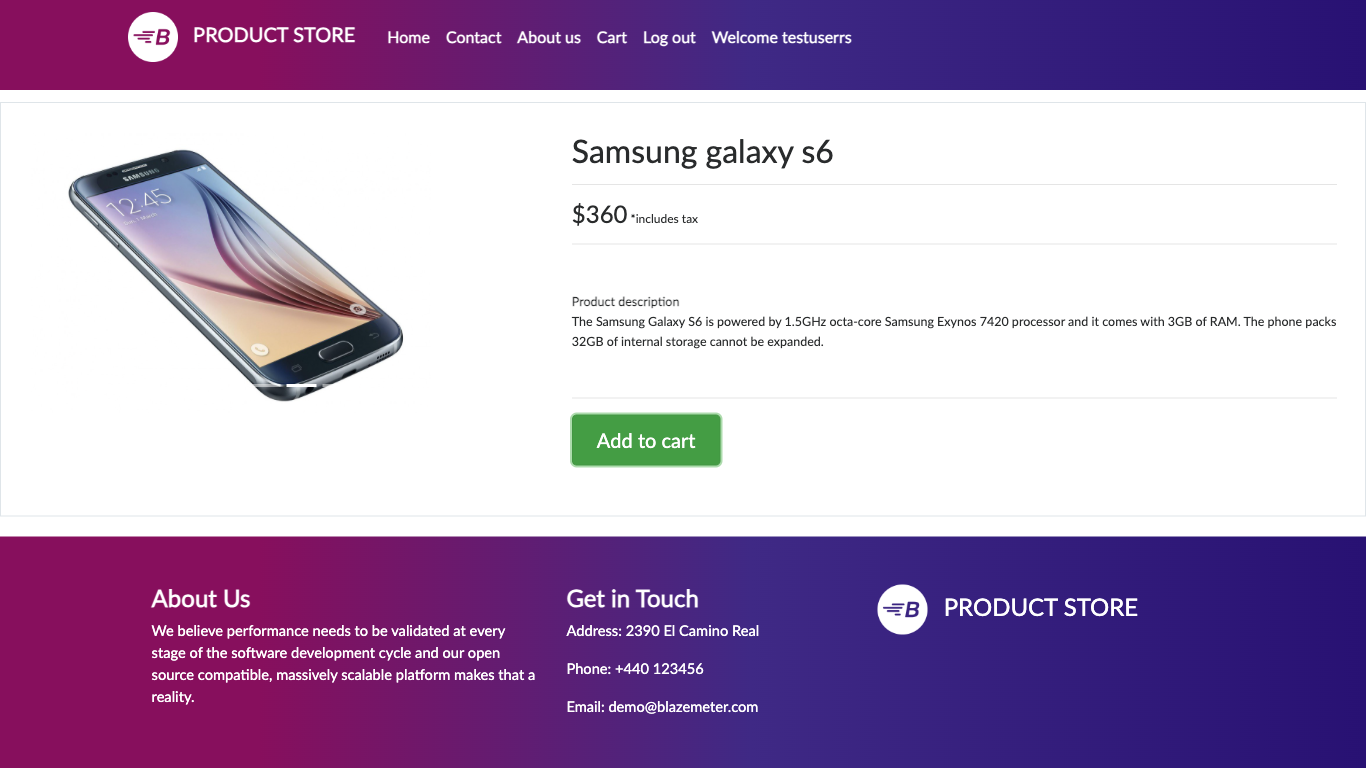 B PRODUCT STORE Home Contact About us Cart Log out Welcome testuserrs
SAMSUNG
12:45
Samsung galaxy s6
$360 *includes tax
Product description
The Samsung Galaxy S6 is powered by 1.5GHz octa-core Samsung Exynos 7420 processor and it comes with 3GB of RAM. The phone packs
32GB of internal storage cannot be expanded.
Add to cart
About Us
We believe performance needs to be validated at every
stage of the software development cycle and our open
source compatible, massively scalable platform makes that a
reality.
Get in Touch
Address: 2390 El Camino Real
Phone: +440 123456
Email: demo@blazemeter.com
B PRODUCT STORE